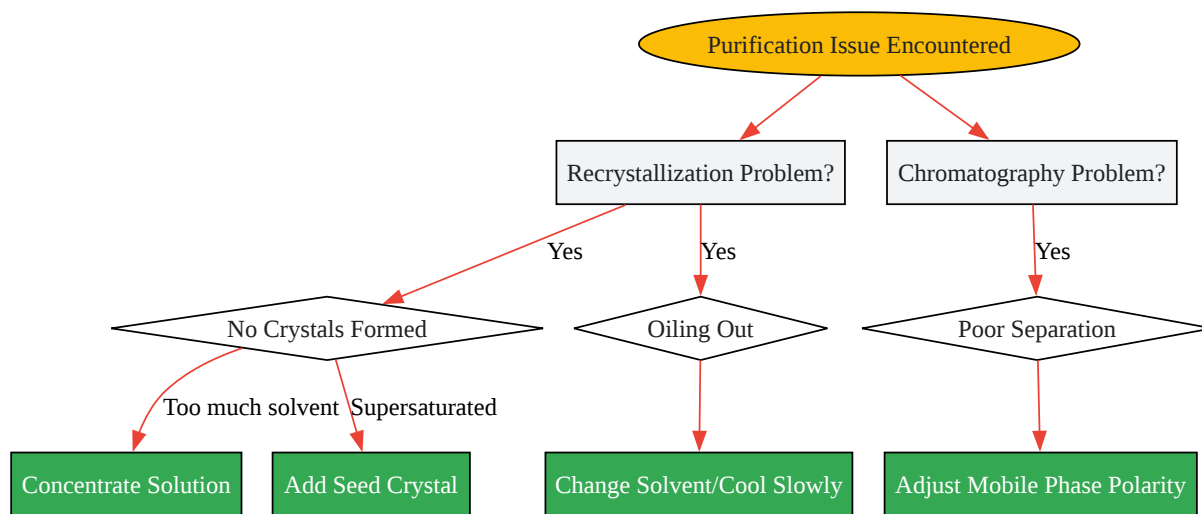 Purification Issue Encountered
Recrystallization Problem?
Chromatography Problem?
Yes
Yes
Yes
No Crystals Formed
Oiling Out
Poor Separation
Too much solvent
Supersaturated
Concentrate Solution
Add Seed Crystal
Change Solvent/Cool Slowly
Adjust Mobile Phase Polarity